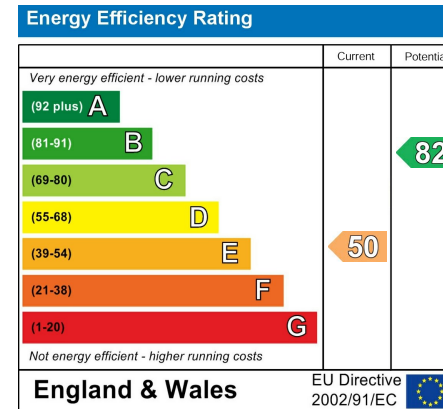 Energy Efficiency Rating
Current Potentia
Very energy efficient - lower running costs
(92 plus) A
(81-91) B
82
(69-80) C
(55-68) D
(39-54) E
50
(21-38) F
(1-20) G
Not energy efficient - higher running costs
England & Wales
EU Directive
2002/91/EC